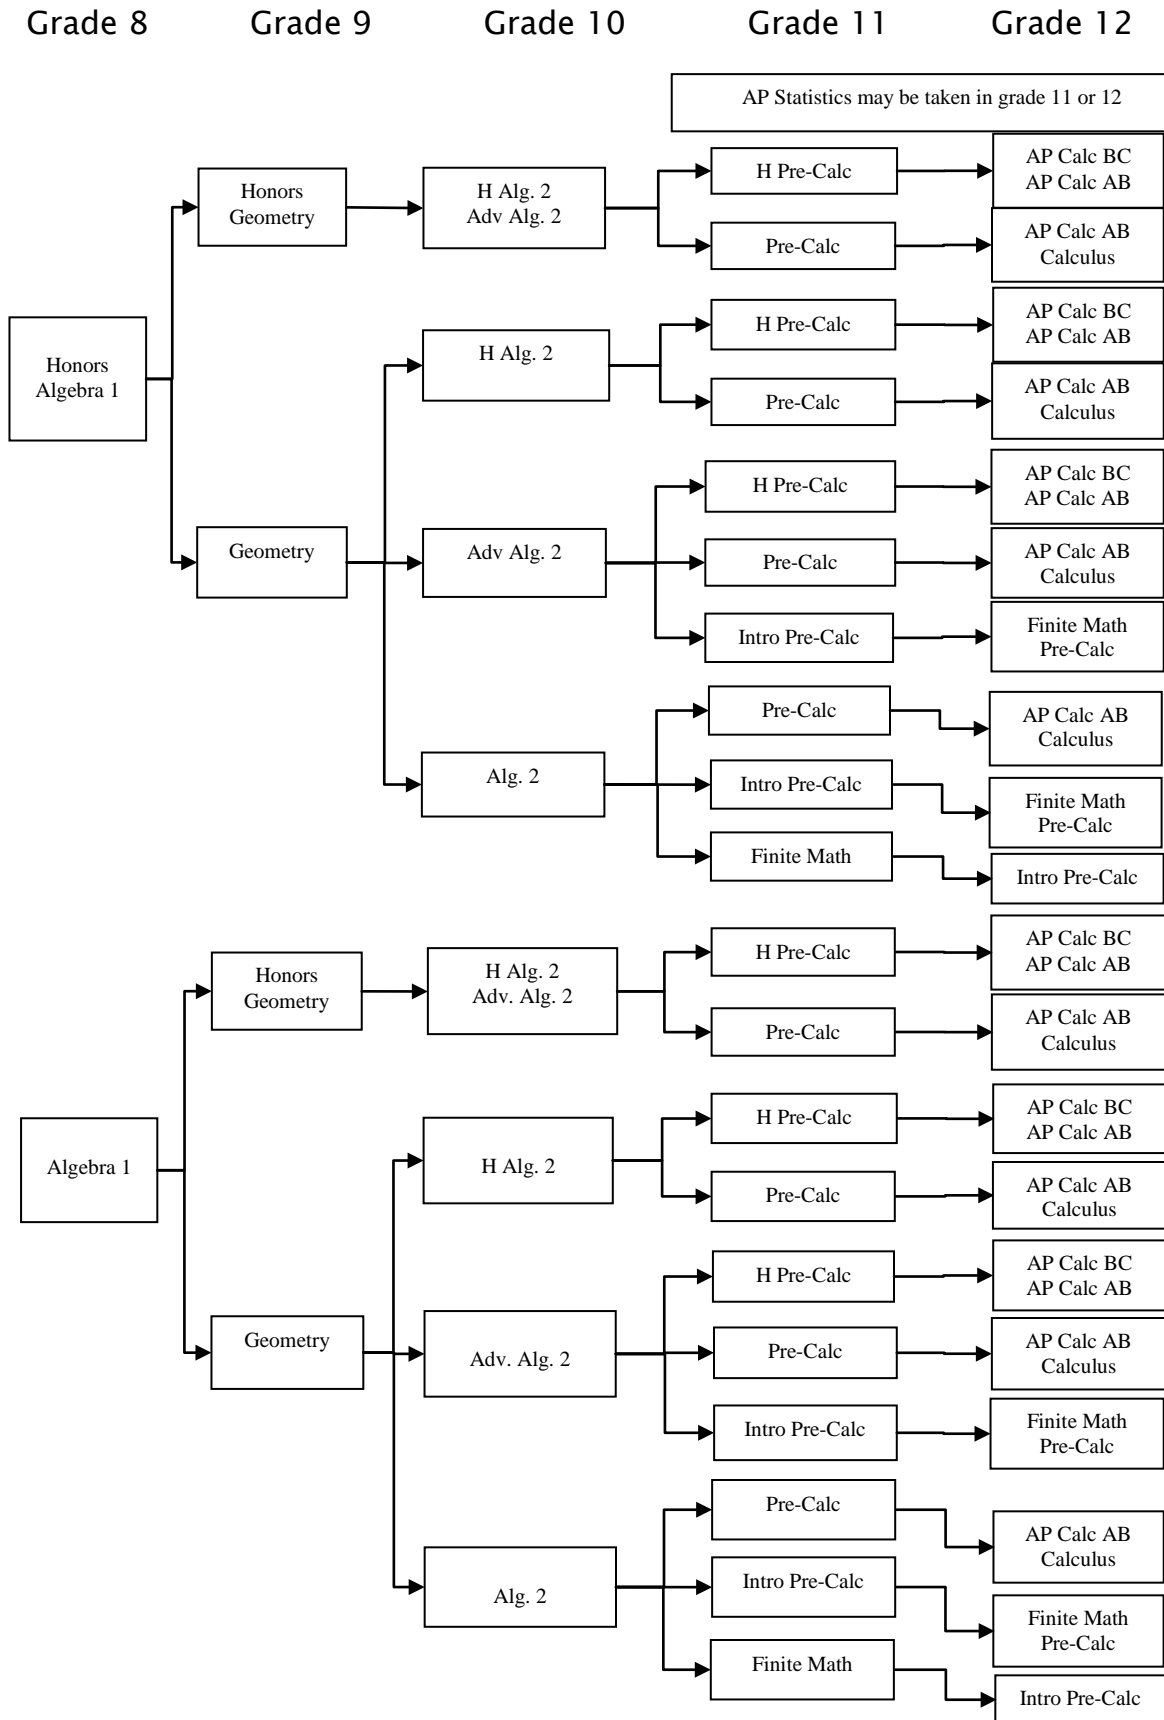 Grade 8 Grade 9 Grade 10 Grade 11 Grade 12
AP Statistics may be taken in grade 11 or 12
Honors
Algebra 1
Honors
Geometry
H Alg. 2
Adv Alg. 2
H Pre-Calc
AP Calc BC
AP Calc AB
Pre-Calc
AP Calc AB
Calculus
Geometry
H Alg. 2
H Pre-Calc
AP Calc BC
AP Calc AB
Pre-Calc
AP Calc AB
Calculus
Adv Alg. 2
H Pre-Calc
AP Calc BC
AP Calc AB
Pre-Calc
AP Calc AB
Calculus
Intro Pre-Calc
Finite Math
Pre-Calc
Alg. 2
Pre-Calc
AP Calc AB
Calculus
Intro Pre-Calc
Finite Math
Pre-Calc
Finite Math
Intro Pre-Calc
Algebra 1
Honors
Geometry
H Alg. 2
Adv. Alg. 2
H Pre-Calc
AP Calc BC
AP Calc AB
Pre-Calc
AP Calc AB
Calculus
Geometry
H Alg. 2
H Pre-Calc
AP Calc BC
AP Calc AB
Pre-Calc
AP Calc AB
Calculus
Adv. Alg. 2
H Pre-Calc
AP Calc BC
AP Calc AB
Pre-Calc
AP Calc AB
Calculus
Intro Pre-Calc
Finite Math
Pre-Calc
Alg. 2
Pre-Calc
AP Calc AB
Calculus
Intro Pre-Calc
Finite Math
Pre-Calc
Finite Math
Intro Pre-Calc